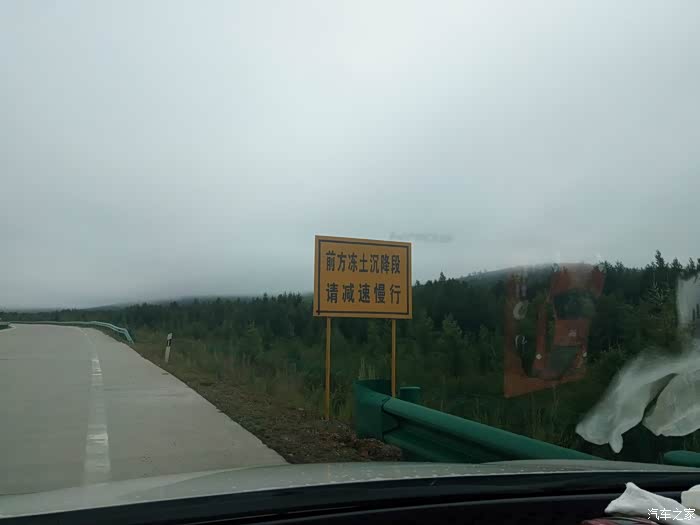 前方冻土沉降段
请减速慢行
汽车之家